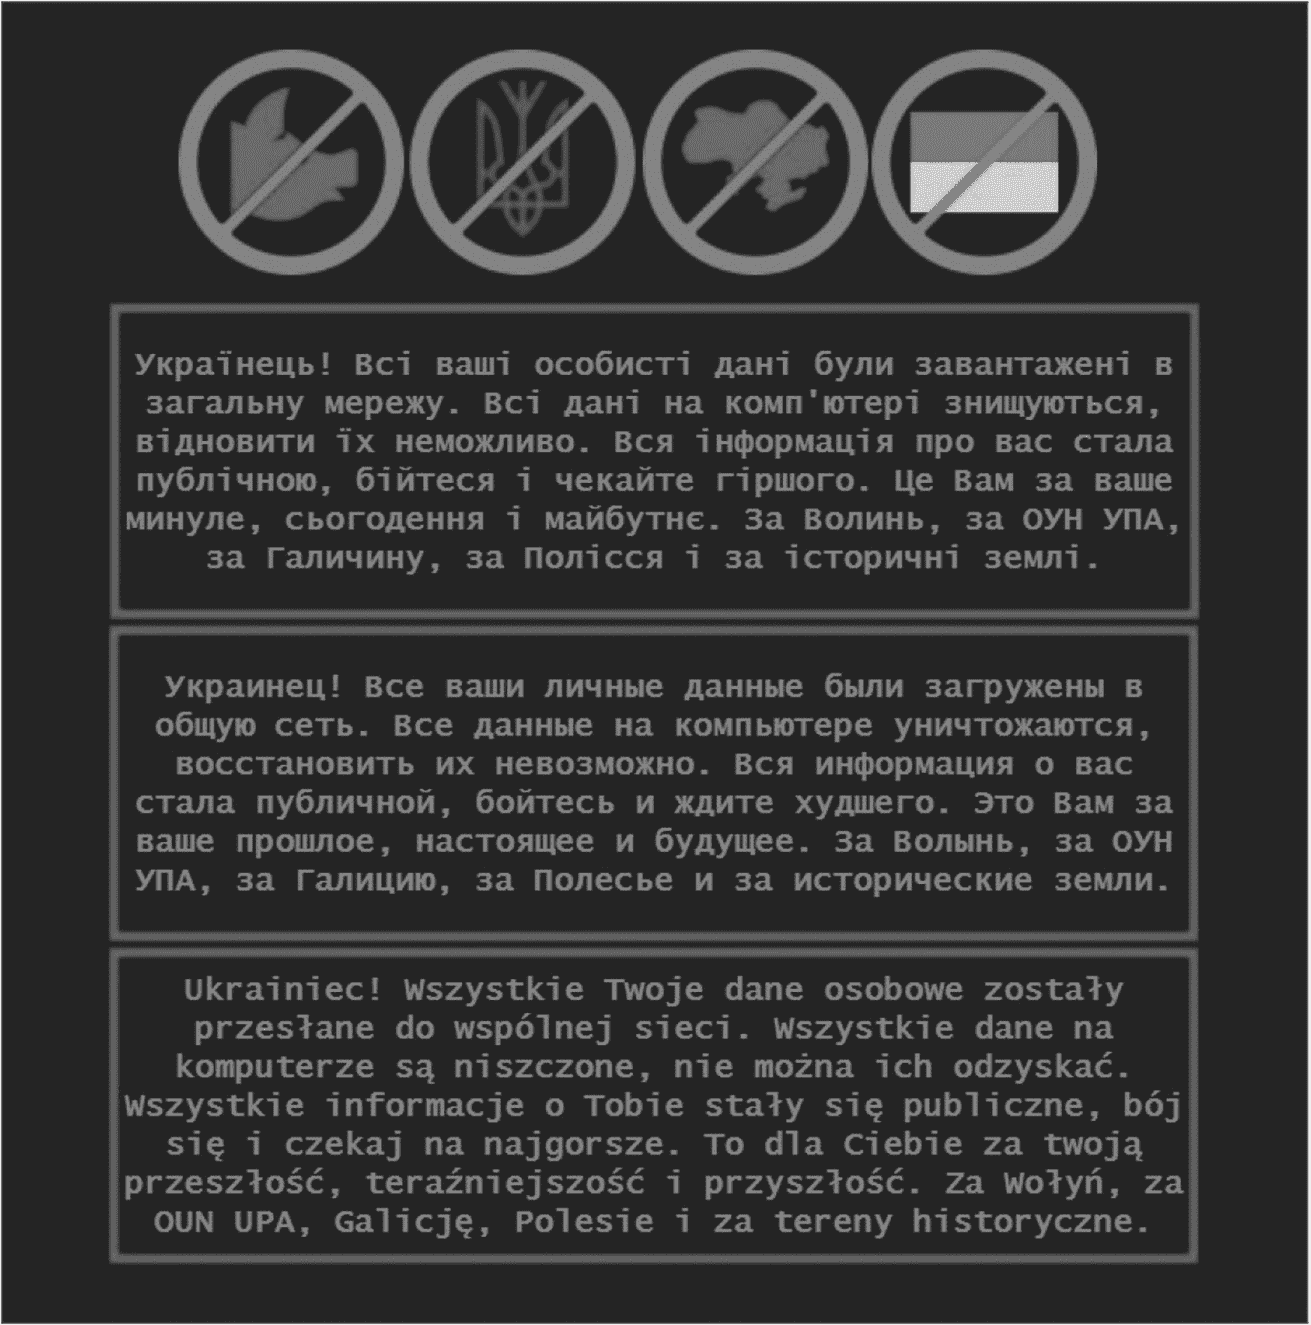 Українець! Всі ваші особисті дані були завантажені в
загальну мережу. Всі дані на комп'ютері знищуються,
відновити їх неможливо. Вся інформація про вас стала
публічною, бійтеся і чекайте гіршого. Це Вам за ваше
минуле, сьогодення і майбутнє. За Волинь, за ОУН УПА,
за Галичину, за Полісся і за історичні землі.
Украинец! Все ваши личные данные были загружены в
общую сеть. Все данные на компьютере уничтожаются,
восстановить их невозможно. Вся информация о вас
стала публичной, бойтесь и ждите худшего. Это Вам за
ваше прошлое, настоящее и будущее. За Волынь, за ОУН
УПА, за Галицию, за Полесье и за исторические земли.
Ukrainiec! Wszystkie Twoje dane osobowe zostały
przesłane do wspólnej sieci. Wszystkie dane na
komputerze są niszczone, nie można ich odzyskać.
Wszystkie informacje o Tobie stały się publiczne, bój
się i czekaj na najgorsze. To dla Ciebie za twoją
przeszłość, teraźniejszość i przyszłość. Za Wołyń, za
OUN UPA, Galicję, Polesie i za tereny historyczne.